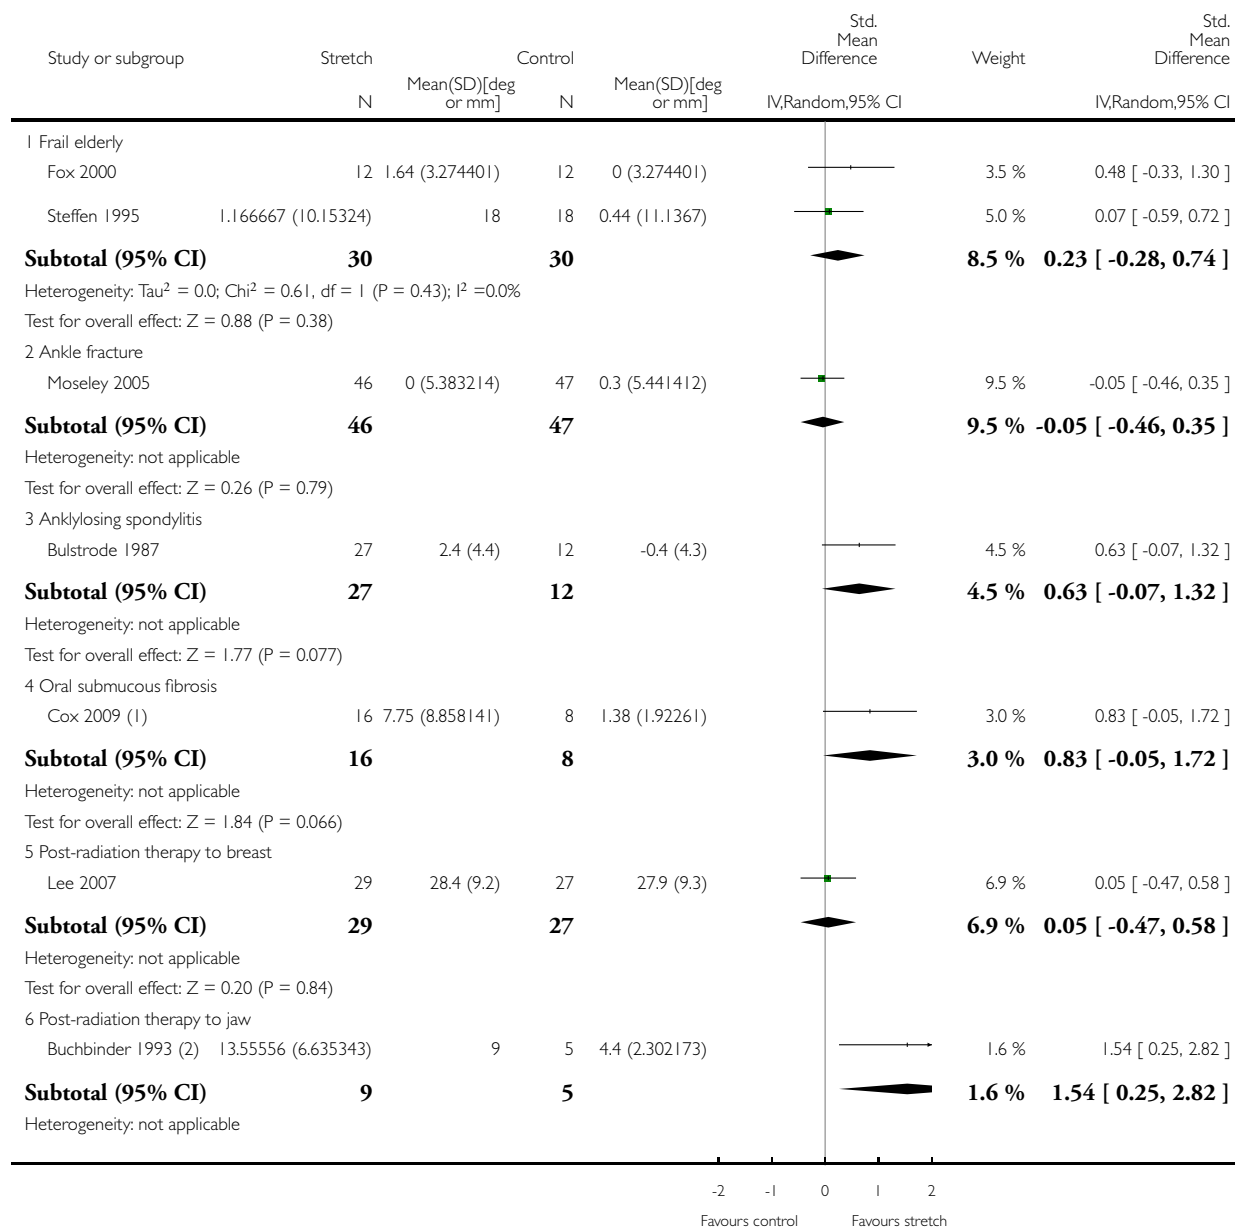 Study or subgroup Stretch Control Std. Mean Difference Weight Std. Mean Difference
N Mean(SD)[deg or mm] N Mean(SD)[deg or mm] IV,Random,95% CI IV,Random,95% CI
1 Frail elderly
Fox 2000 12 1.64 (3.274401) 12 0 (3.274401) 3.5 % 0.48 [ -0.33, 1.30 ]
Steffen 1995 1.166667 (10.15324) 18 18 0.44 (11.1367) 5.0 % 0.07 [ -0.59, 0.72 ]
Subtotal (95% CI) 30 30 8.5 % 0.23 [ -0.28, 0.74 ]
Heterogeneity: Tau² = 0.0; Chi² = 0.61, df = 1 (P = 0.43); I² =0.0%
Test for overall effect: Z = 0.88 (P = 0.38)
2 Ankle fracture
Moseley 2005 46 0 (5.383214) 47 0.3 (5.441412) 9.5 % -0.05 [ -0.46, 0.35 ]
Subtotal (95% CI) 46 47 9.5 % -0.05 [ -0.46, 0.35 ]
Heterogeneity: not applicable
Test for overall effect: Z = 0.26 (P = 0.79)
3 Anklylosing spondylitis
Bulstrode 1987 27 2.4 (4.4) 12 -0.4 (4.3) 4.5 % 0.63 [ -0.07, 1.32 ]
Subtotal (95% CI) 27 12 4.5 % 0.63 [ -0.07, 1.32 ]
Heterogeneity: not applicable
Test for overall effect: Z = 1.77 (P = 0.077)
4 Oral submucous fibrosis
Cox 2009 (1) 16 7.75 (8.858141) 8 1.38 (1.92261) 3.0 % 0.83 [ -0.05, 1.72 ]
Subtotal (95% CI) 16 8 3.0 % 0.83 [ -0.05, 1.72 ]
Heterogeneity: not applicable
Test for overall effect: Z = 1.84 (P = 0.066)
5 Post-radiation therapy to breast
Lee 2007 29 28.4 (9.2) 27 27.9 (9.3) 6.9 % 0.05 [ -0.47, 0.58 ]
Subtotal (95% CI) 29 27 6.9 % 0.05 [ -0.47, 0.58 ]
Heterogeneity: not applicable
Test for overall effect: Z = 0.20 (P = 0.84)
6 Post-radiation therapy to jaw
Buchbinder 1993 (2) 13.55556 (6.635343) 9 5 4.4 (2.302173) 1.6 % 1.54 [ 0.25, 2.82 ]
Subtotal (95% CI) 9 5 1.6 % 1.54 [ 0.25, 2.82 ]
Heterogeneity: not applicable
-2 -1 0 1 2
Favours control Favours stretch